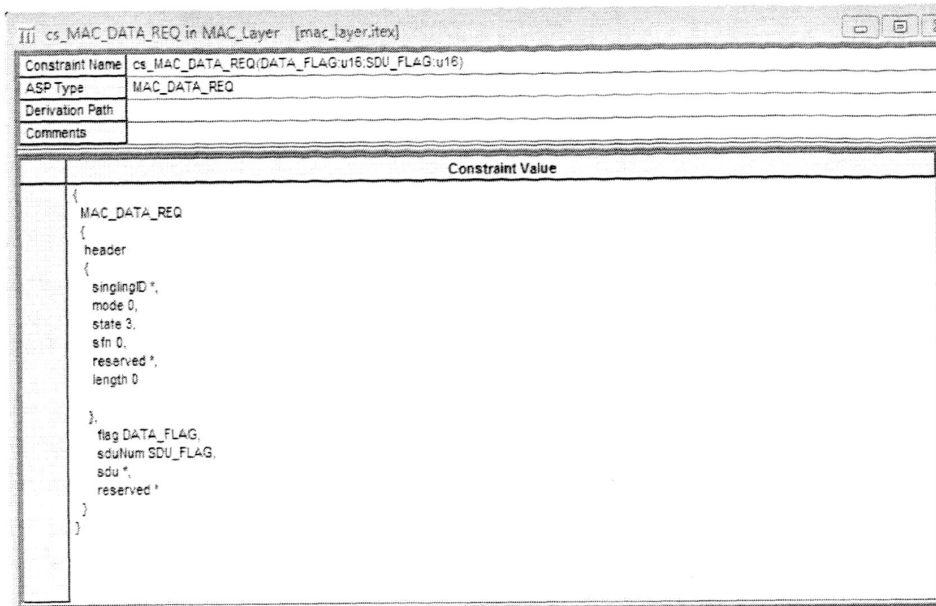 cs_MAC_DATA_REQ in MAC_Layer [mac_layer.itex]
Constraint Name cs_MAC_DATA_REQ(DATA_FLAG:u16;SDU_FLAG:u16)
ASP Type MAC_DATA_REQ
Derivation Path
Comments
Constraint Value
{
MAC_DATA_REQ
{
header
{
singlingID *,
mode 0,
state 3,
sfn 0,
reserved *,
length 0
},
flag DATA_FLAG,
sduNum SDU_FLAG,
sdu *,
reserved *
}
}